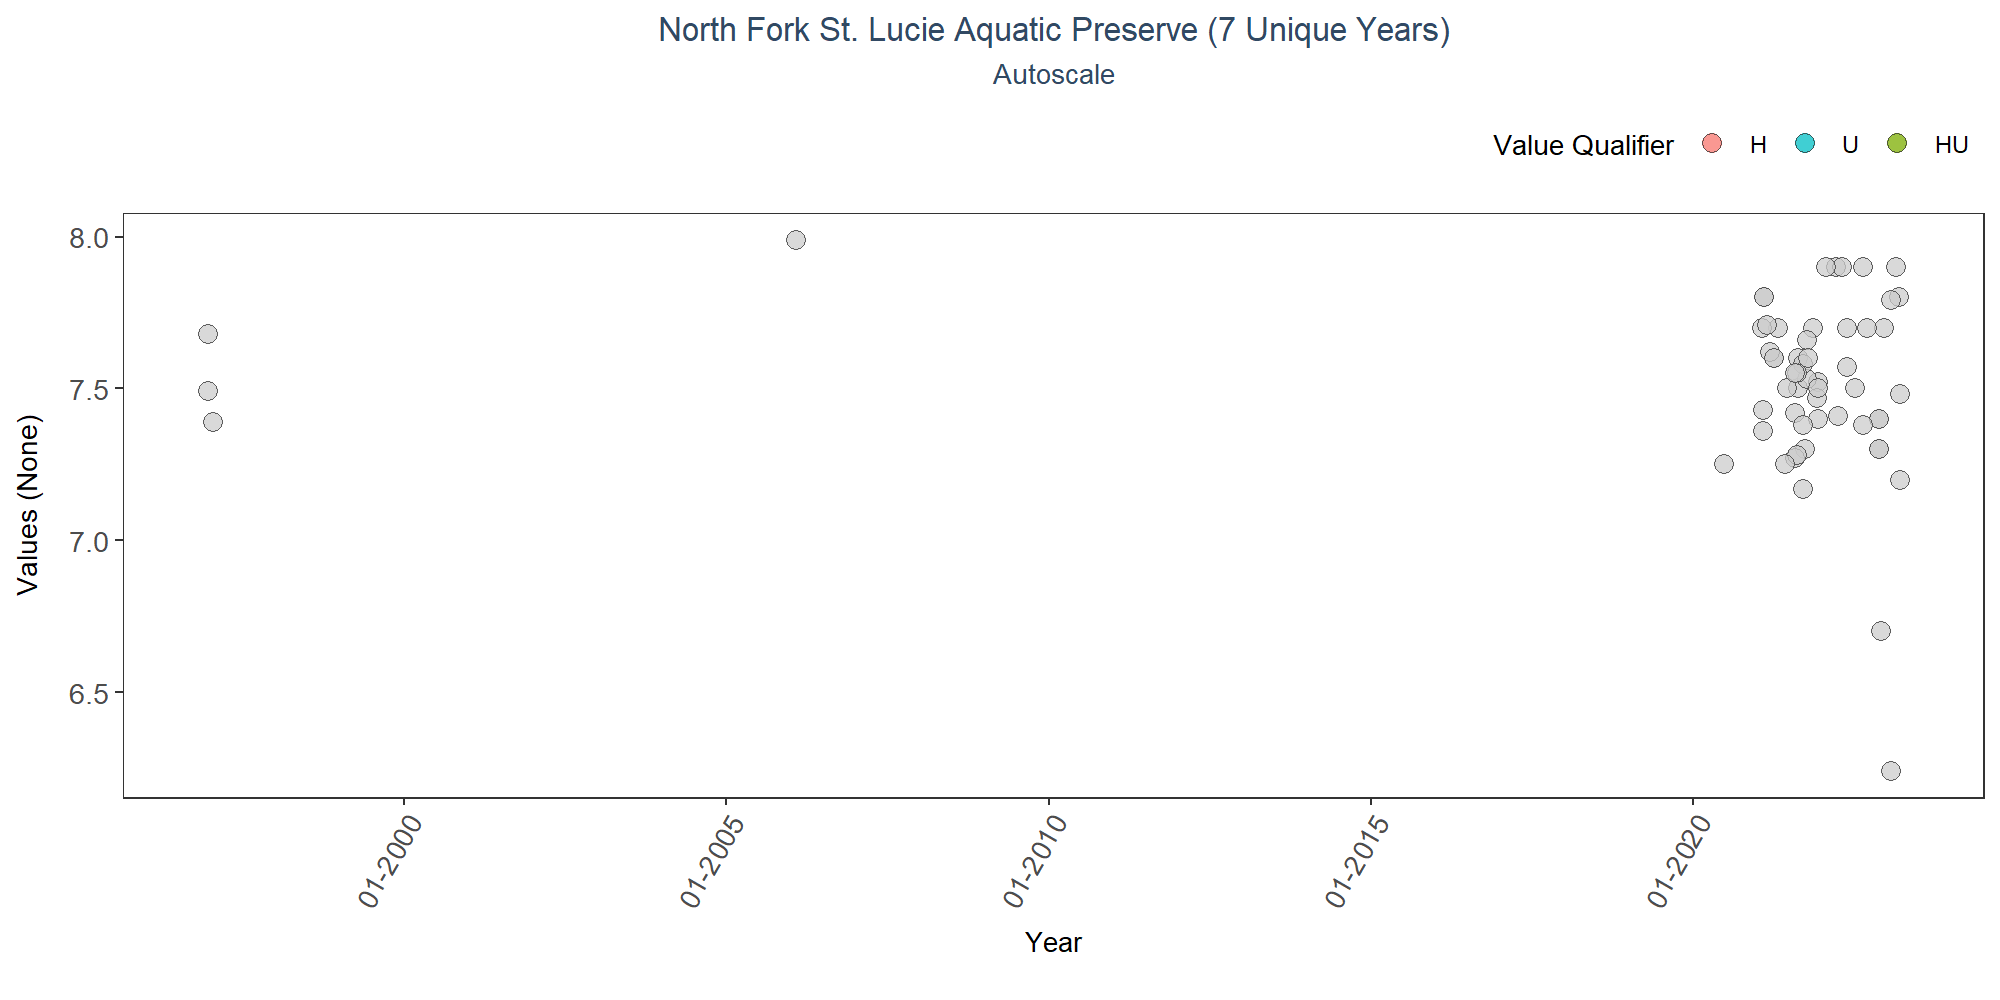 North Fork St. Lucie Aquatic Preserve (7 Unique Years)
Autoscale
Value Qualifier H U HU
8.0
7.5
7.0
6.5
Values (None)
01-2000 01-2005 01-2010 01-2015 01-2020
Year